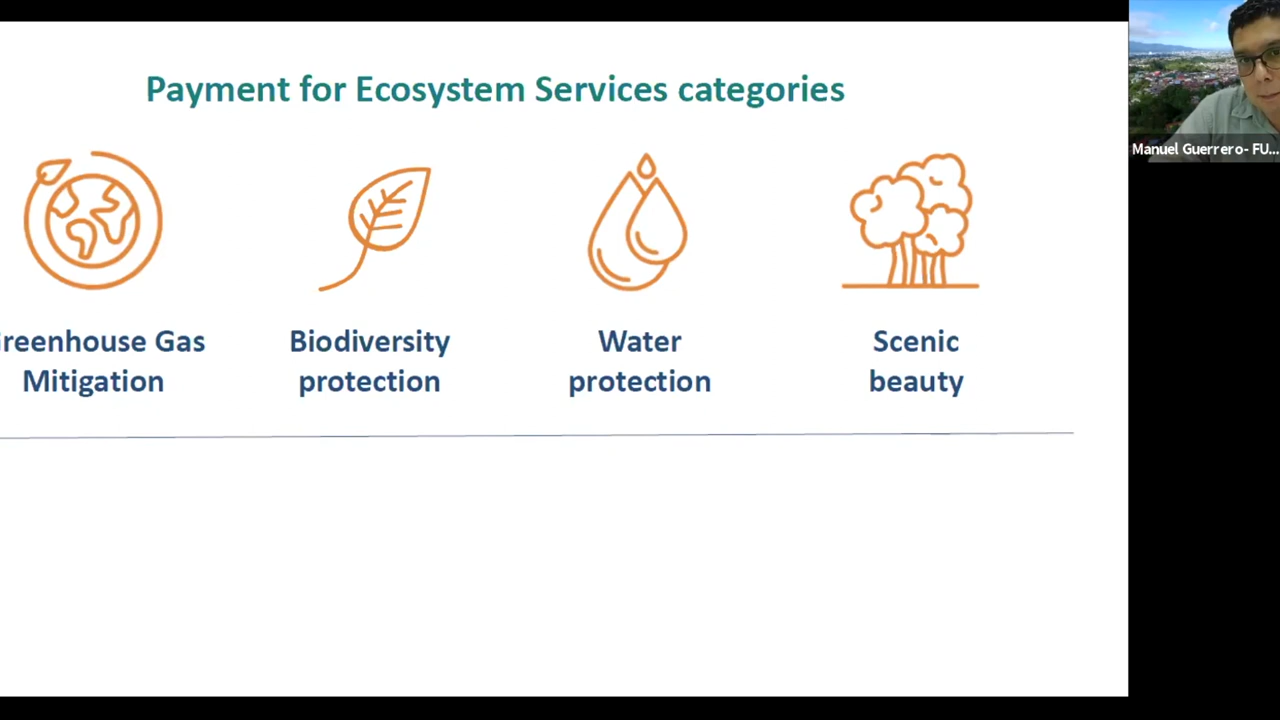 Payment for Ecosystem Services categories
Manuel Guerrero- FU...
reenhouse Gas
Mitigation
Biodiversity
protection
Water
protection
Scenic
beauty